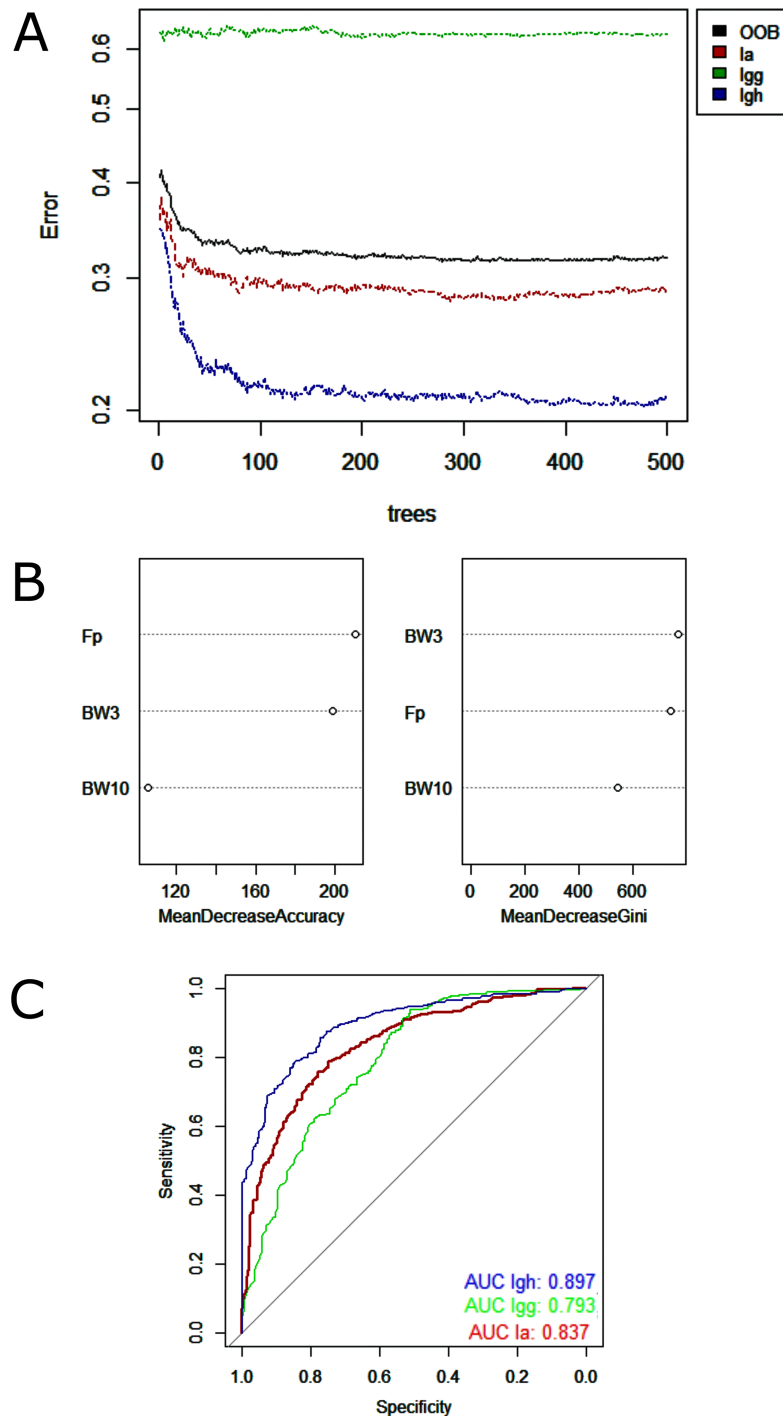 A
OOB
Ia
Igg
Igh
Error
0.6
0.5
0.4
0.3
0.2
0 100 200 300 400 500
trees
B
Fp
BW3
BW10
120 160 200
MeanDecreaseAccuracy
BW3
Fp
BW10
0 200 400 600
MeanDecreaseGini
C
Sensitivity
1.0
0.8
0.6
0.4
0.2
0.0
AUC Igh: 0.897
AUC Igg: 0.793
AUC Ia: 0.837
1.0 0.8 0.6 0.4 0.2 0.0
Specificity